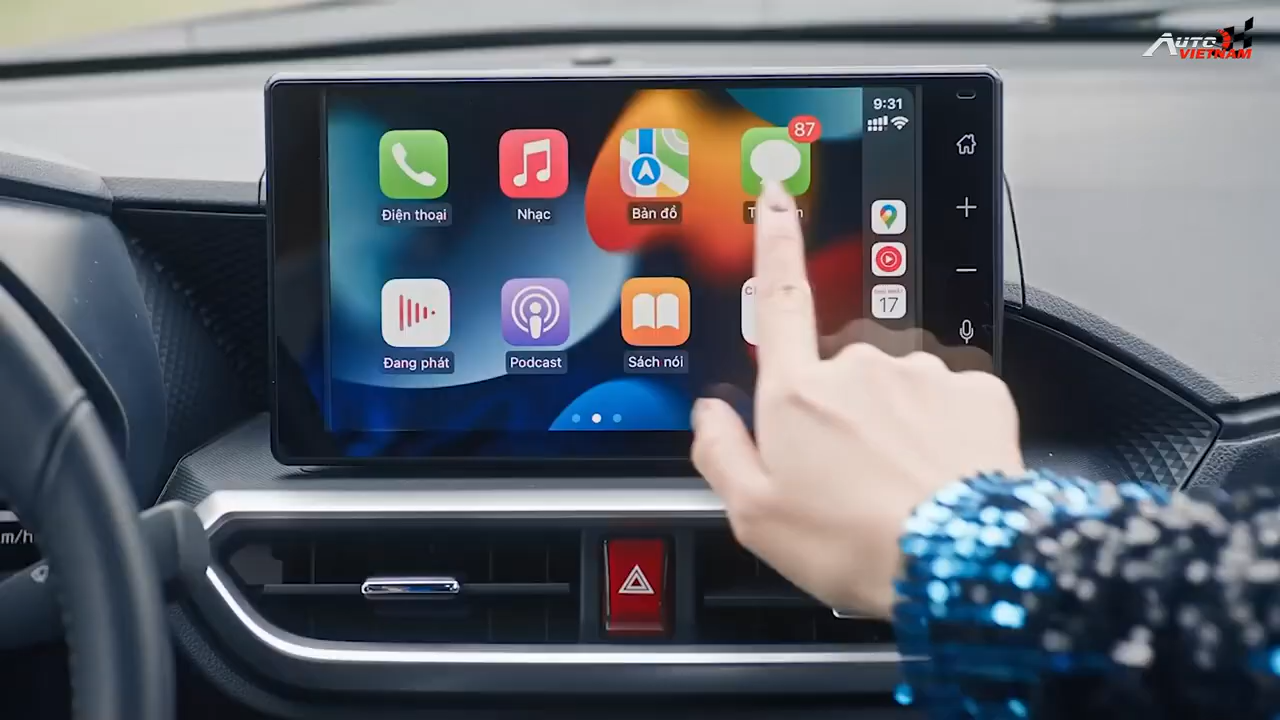 AUTO
VIETNAM
9:31
87
Điện thoại
Nhạc
Bản đồ
17
Đang phát
Podcast
Sách nói
m/h